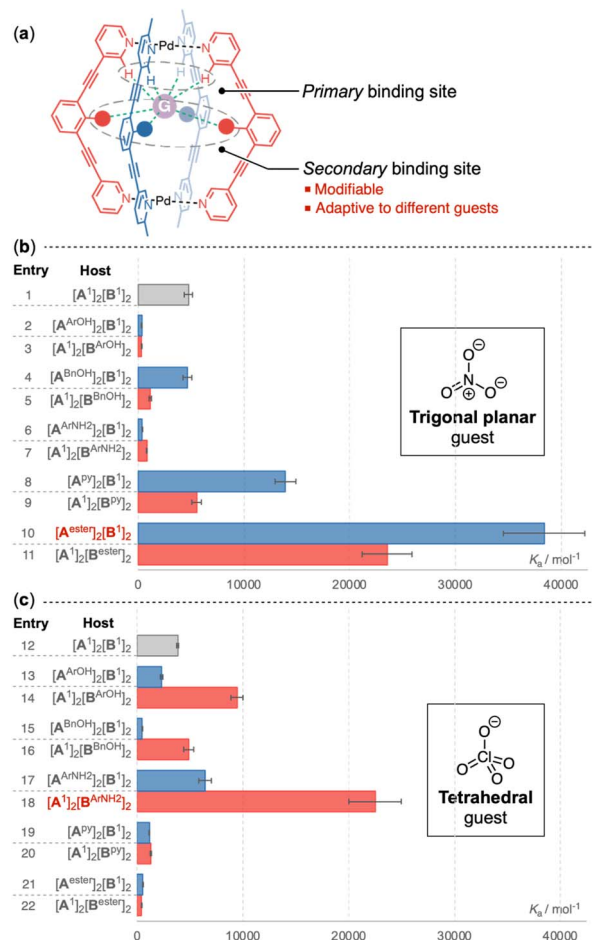 (a)
N Pd N
N N
H H H H
G
Primary binding site
Secondary binding site
▪ Modifiable
▪ Adaptive to different guests
N N
N Pd N
(b)
Entry Host
1 [A¹]₂[B¹]₂
2 [Aᴬʳᴼᴴ]₂[B¹]₂
3 [A¹]₂[Bᴬʳᴼᴴ]₂
4 [Aᴮⁿᴼᴴ]₂[B¹]₂
5 [A¹]₂[Bᴮⁿᴼᴴ]₂
6 [Aᴬʳᴺᴴ²]₂[B¹]₂
7 [A¹]₂[Bᴬʳᴺᴴ²]₂
8 [Aᵖʸ]₂[B¹]₂
9 [A¹]₂[Bᵖʸ]₂
10 [Aᵉˢᵗᵉʳ]₂[B¹]₂
11 [A¹]₂[Bᵉˢᵗᵉʳ]₂
O⊖
O N⊕ O⊖
Trigonal planar
guest
Kₐ / mol⁻¹
0 10000 20000 30000 40000
(c)
Entry Host
12 [A¹]₂[B¹]₂
13 [Aᴬʳᴼᴴ]₂[B¹]₂
14 [A¹]₂[Bᴬʳᴼᴴ]₂
15 [Aᴮⁿᴼᴴ]₂[B¹]₂
16 [A¹]₂[Bᴮⁿᴼᴴ]₂
17 [Aᴬʳᴺᴴ²]₂[B¹]₂
18 [A¹]₂[Bᴬʳᴺᴴ²]₂
19 [Aᵖʸ]₂[B¹]₂
20 [A¹]₂[Bᵖʸ]₂
21 [Aᵉˢᵗᵉʳ]₂[B¹]₂
22 [A¹]₂[Bᵉˢᵗᵉʳ]₂
O⊖
O Cl O
O
Tetrahedral
guest
Kₐ / mol⁻¹
0 10000 20000 30000 40000